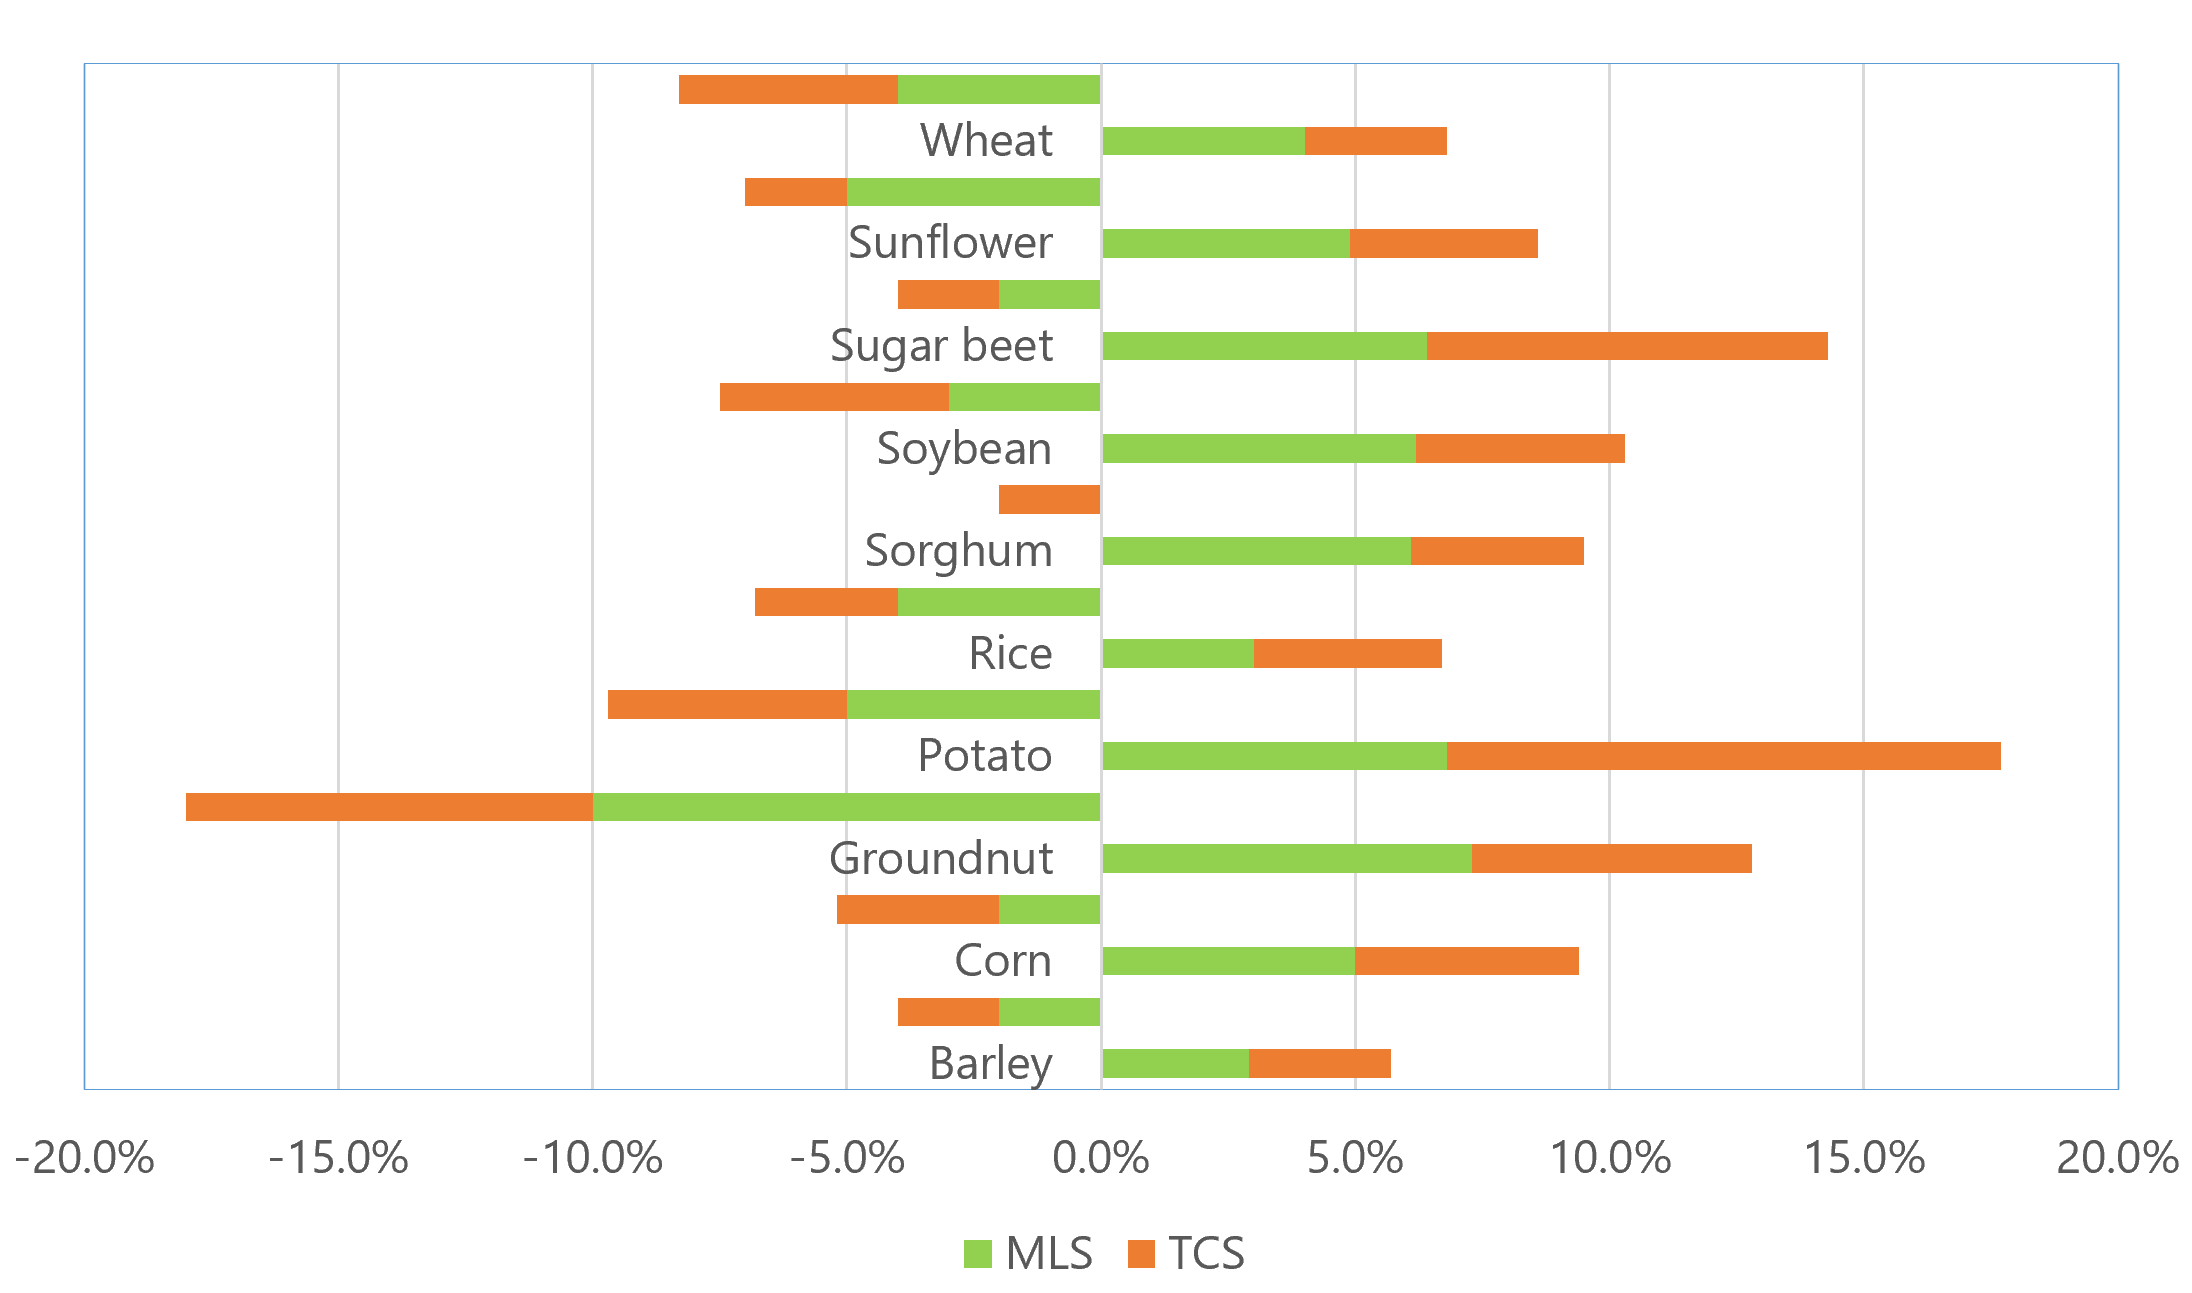 Wheat
Sunflower
Sugar beet
Soybean
Sorghum
Rice
Potato
Groundnut
Corn
Barley
-20.0% -15.0% -10.0% -5.0% 0.0% 5.0% 10.0% 15.0% 20.0%
MLS TCS